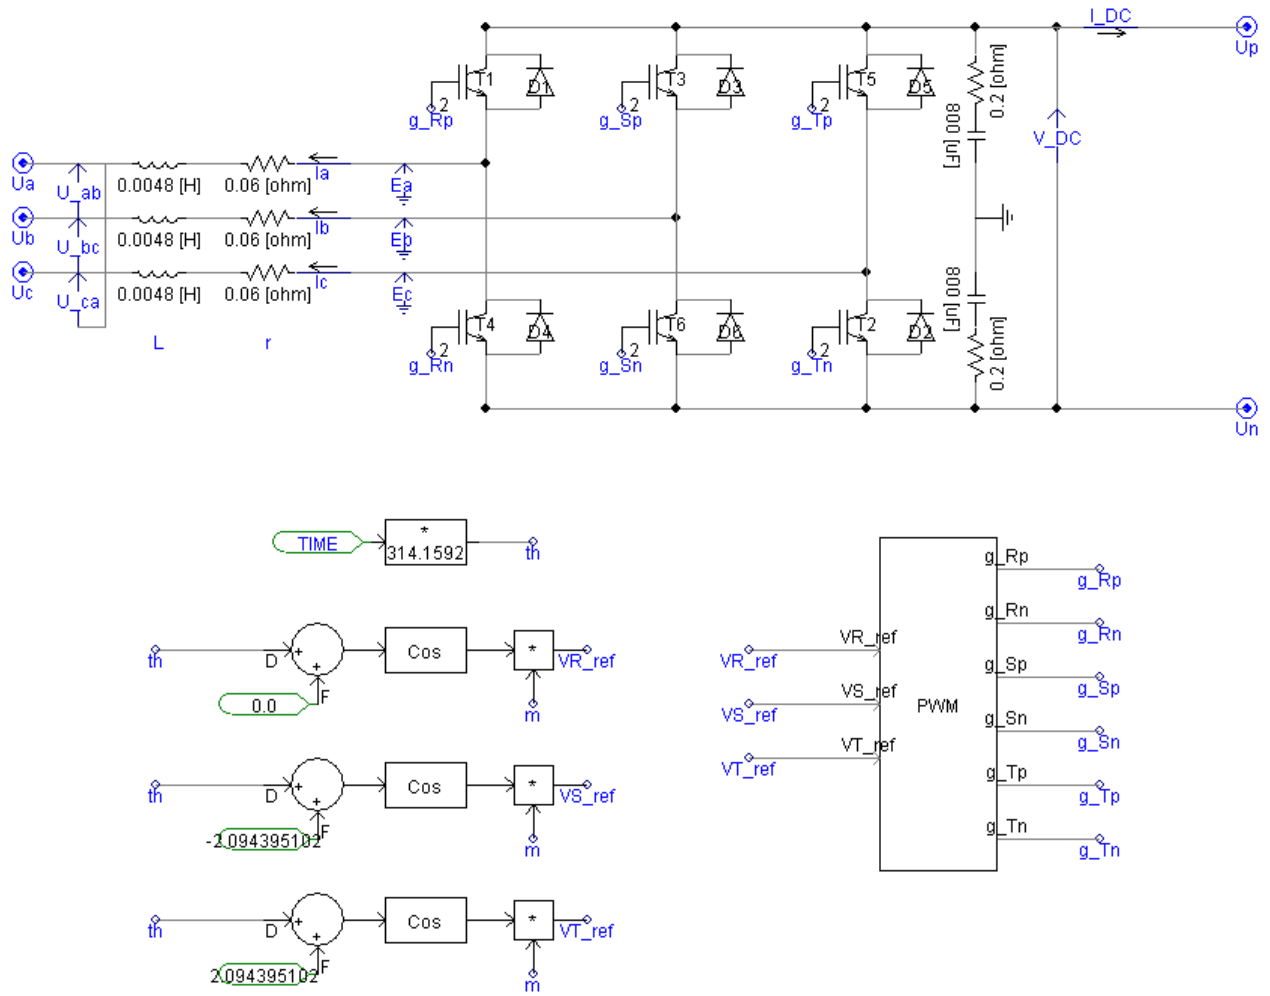 I_DC
Up
T1
D1
T3
D3
T5
D5
0.2 [ohm]
800 [uF]
2
g_Rp
2
g_Sp
2
g_Tp
V_DC
Ua
U_ab
0.0048 [H]
0.06 [ohm]
Ia
Ea
Ub
U_bc
0.0048 [H]
0.06 [ohm]
Ib
Eb
Uc
U_ca
0.0048 [H]
0.06 [ohm]
Ic
Ec
L
r
T4
D4
T6
D6
T2
D2
800 [uF]
0.2 [ohm]
2
g_Rn
2
g_Sn
2
g_Tn
Un
TIME
*
314.1592
th
th
D
+
+
F
0.0
Cos
*
VR_ref
m
th
D
+
+
F
-2.094395102
Cos
*
VS_ref
m
th
D
+
+
F
2.094395102
Cos
*
VT_ref
m
VR_ref
VR_ref
VS_ref
VS_ref
VT_ref
VT_ref
PWM
g_Rp
g_Rp
g_Rn
g_Rn
g_Sp
g_Sp
g_Sn
g_Sn
g_Tp
g_Tp
g_Tn
g_Tn